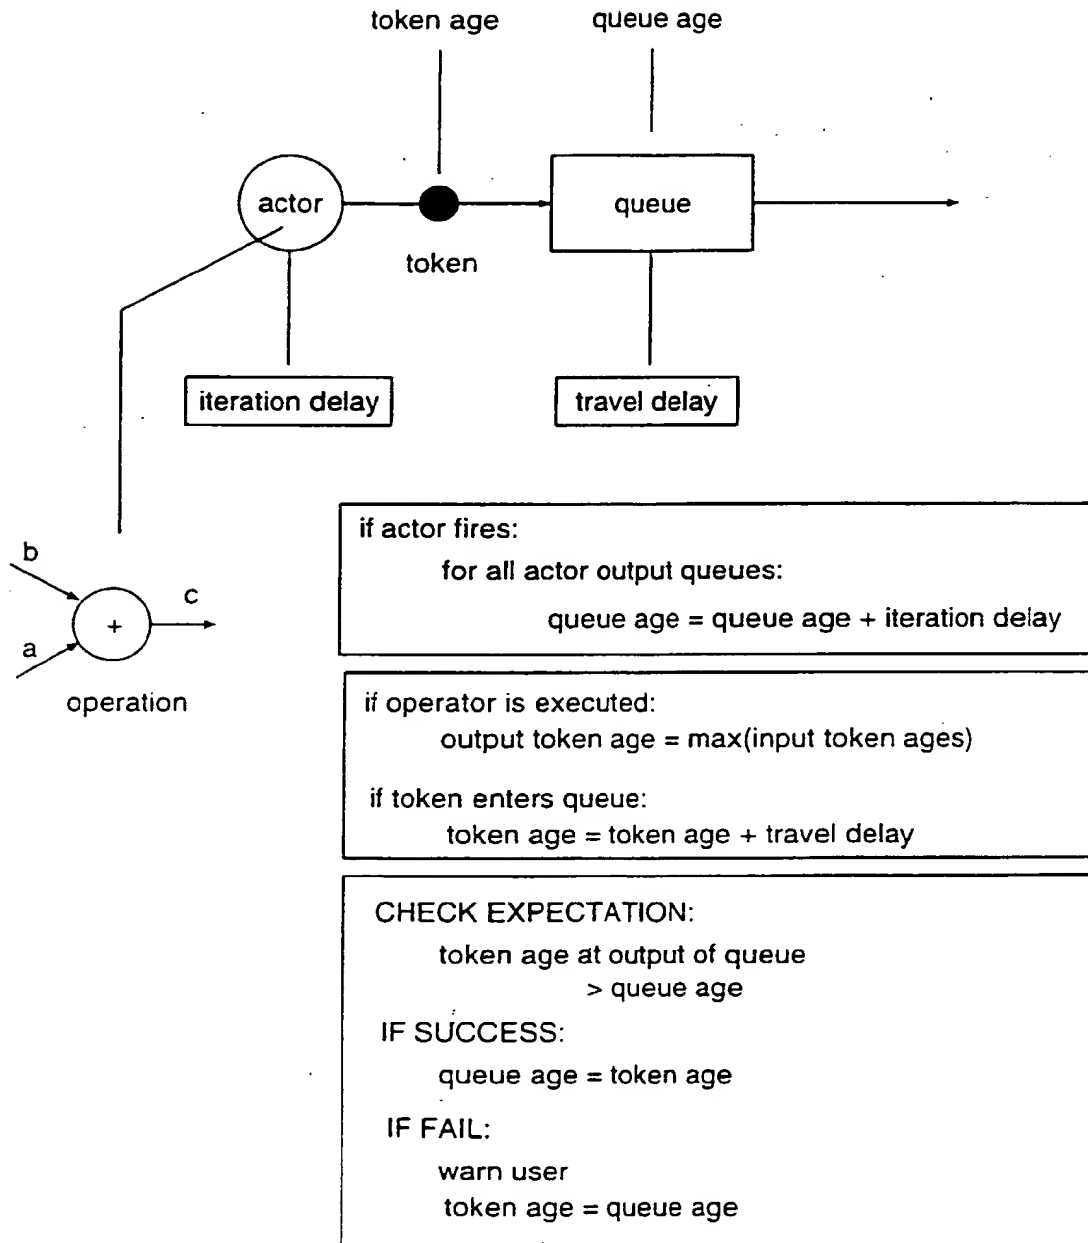 token age
queue age
actor
queue
token
iteration delay
travel delay
b
c
+
a
operation
if actor fires:
for all actor output queues:
queue age = queue age + iteration delay
if operator is executed:
output token age = max(input token ages)
if token enters queue:
token age = token age + travel delay
CHECK EXPECTATION:
token age at output of queue
> queue age
IF SUCCESS:
queue age = token age
IF FAIL:
warn user
token age = queue age